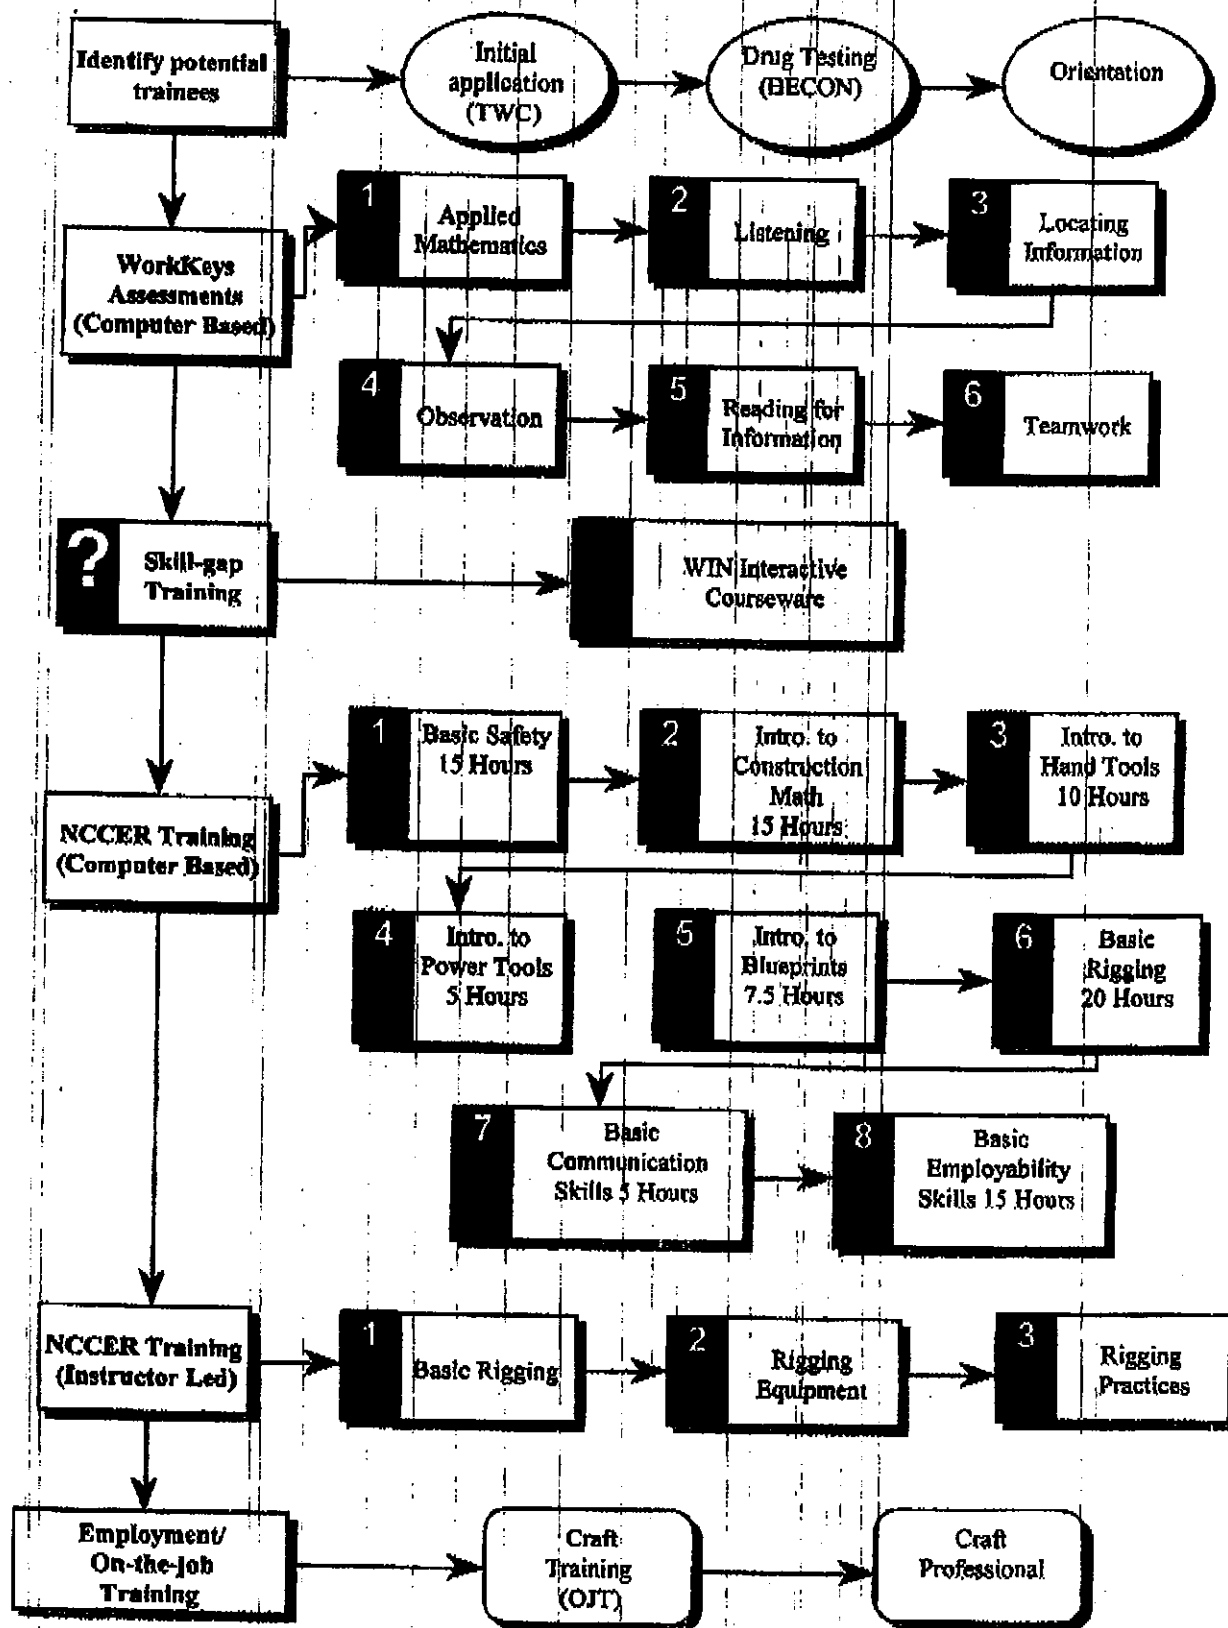 Identify potential
trainees
Initial
application
(TWC)
Drug Testing
(BECON)
Orientation
WorkKeys
Assessments
(Computer Based)
1
Applied
Mathematics
2
Listening
3
Locating
Information
4
Observation
5
Reading for
Information
6
Teamwork
?
Skill-gap
Training
WIN Interactive
Courseware
NCCER Training
(Computer Based)
1
Basic Safety
15 Hours
2
Intro. to
Construction
Math
15 Hours
3
Intro. to
Hand Tools
10 Hours
4
Intro. to
Power Tools
5 Hours
5
Intro. to
Blueprints
7.5 Hours
6
Basic
Rigging
20 Hours
7
Basic
Communication
Skills 5 Hours
8
Basic
Employability
Skills 15 Hours
NCCER Training
(Instructor Led)
1
Basic Rigging
2
Rigging
Equipment
3
Rigging
Practices
Employment/
On-the-job
Training
Craft
Training
(OJT)
Craft
Professional